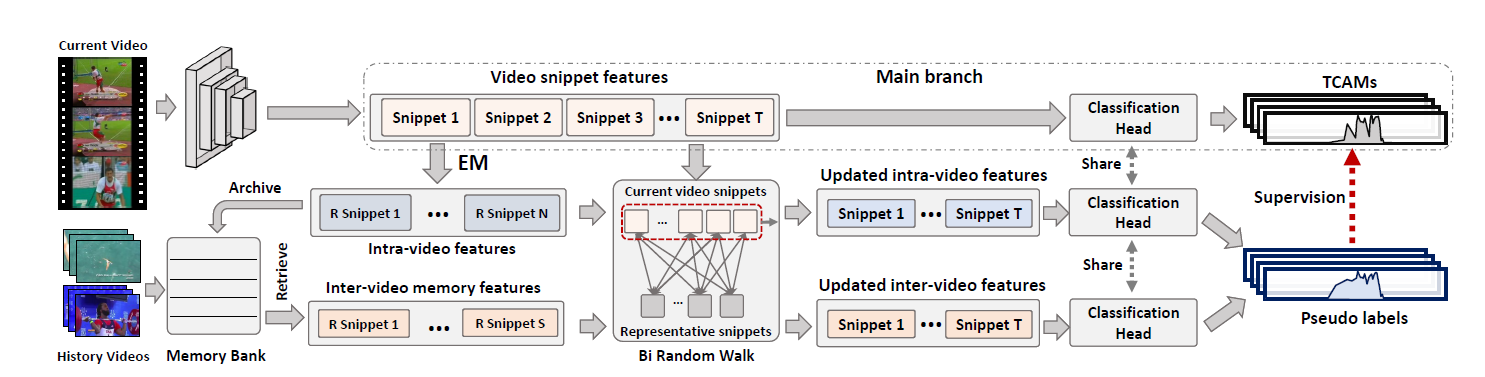 Current Video
Video snippet features
Main branch
TCAMs
Snippet 1
Snippet 2
Snippet 3
•••
Snippet T
Classification
Head
EM
Share
Archive
Supervision
R Snippet 1
•••
R Snippet N
Intra-video features
Current video snippets
...
Updated intra-video features
Snippet 1
•••
Snippet T
Classification
Head
Retrieve
Share
Inter-video memory features
R Snippet 1
•••
R Snippet S
...
Representative snippets
Updated inter-video features
Snippet 1
•••
Snippet T
Classification
Head
Pseudo labels
History Videos
Memory Bank
Bi Random Walk